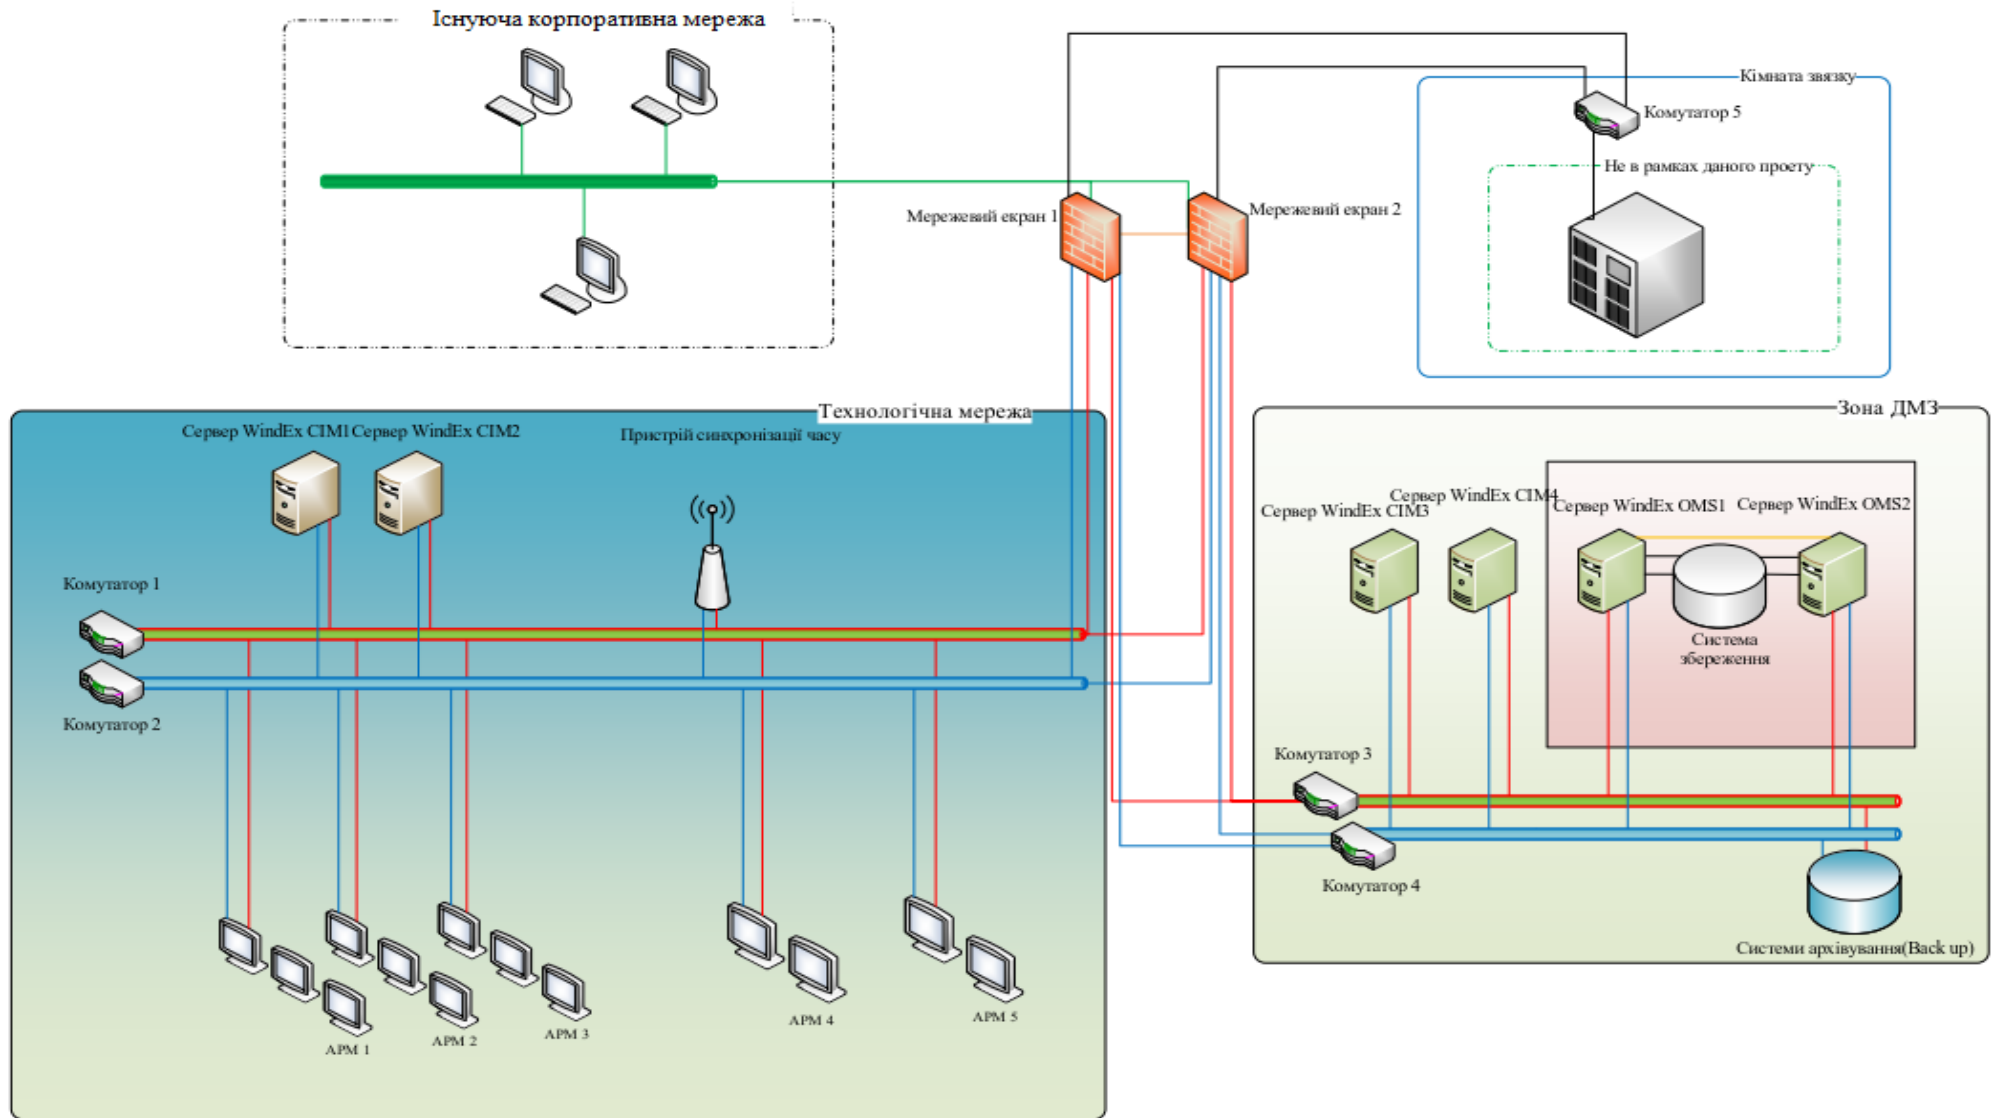 Існуюча корпоративна мережа
Кімната звязку
Комутатор 5
Не в рамках даного проету
Мережевий екран 1
Мережевий екран 2
Технологічна мережа
Зона ДМЗ
Сервер WindEx CIM1
Сервер WindEx CIM2
Пристрій синхронізації часу
Сервер WindEx CIM3
Сервер WindEx CIM4
Сервер WindEx OMS1
Сервер WindEx OMS2
Комутатор 1
Комутатор 2
Система
збереження
Комутатор 3
Комутатор 4
Системи архівування(Back up)
АРМ 1
АРМ 2
АРМ 3
АРМ 4
АРМ 5